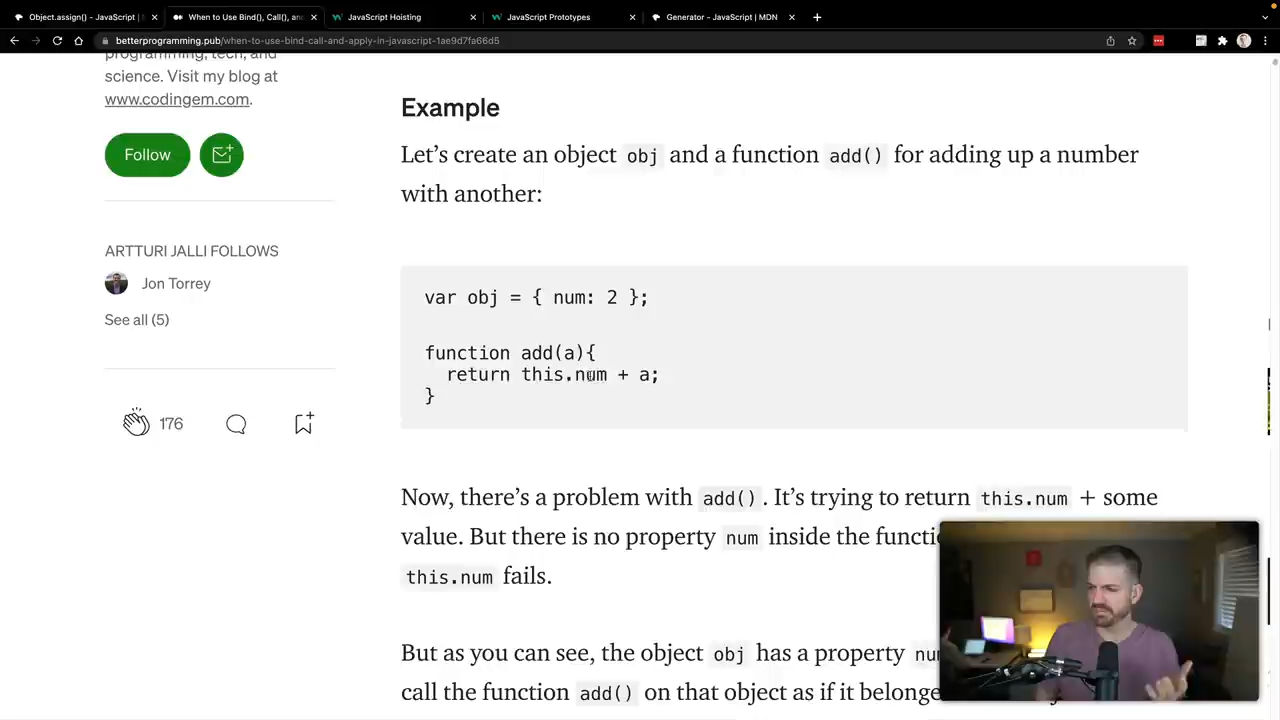 Object.assign() - JavaScript | M
When to Use Bind(), Call(), and
JavaScript Hoisting
JavaScript Prototypes
Generator - JavaScript | MDN
betterprogramming.pub/when-to-use-bind-call-and-apply-in-javascript-1ae9d7fa66d5
programming, tech, and
science. Visit my blog at
www.codingem.com.
Follow
ARTTURI JALLI FOLLOWS
Jon Torrey
See all (5)
176
Example
Let's create an object obj and a function add() for adding up a number
with another:
var obj = { num: 2 };
function add(a){
return this.num + a;
}
Now, there's a problem with add(). It's trying to return this.num + some
value. But there is no property num inside the functi
this.num fails.
But as you can see, the object obj has a property
call the function add() on that object as if it belong